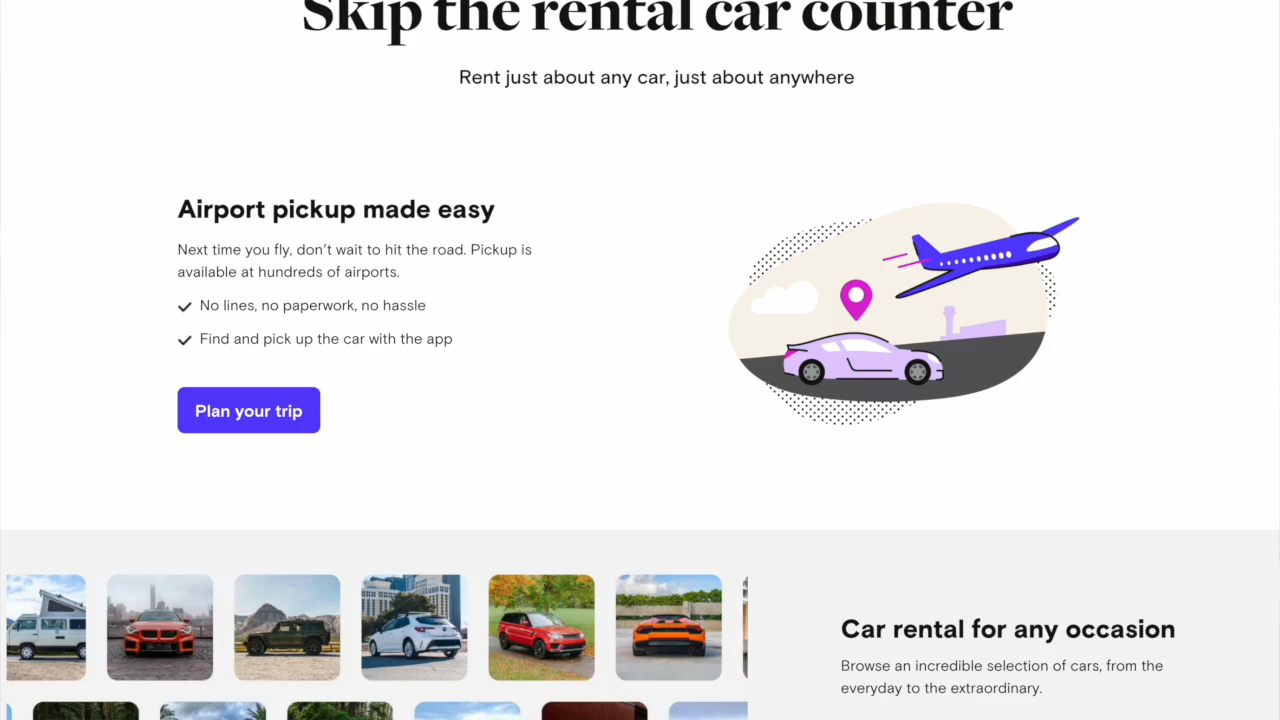 Skip the rental car counter
Rent just about any car, just about anywhere
Airport pickup made easy
Next time you fly, don't wait to hit the road. Pickup is
available at hundreds of airports.
No lines, no paperwork, no hassle
Find and pick up the car with the app
Plan your trip
Car rental for any occasion
Browse an incredible selection of cars, from the
everyday to the extraordinary.